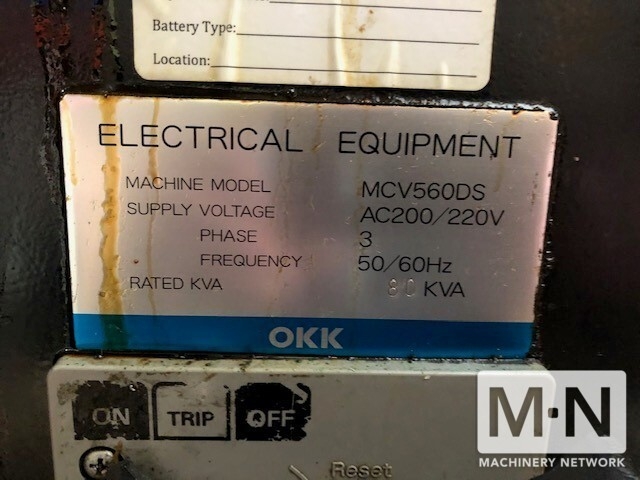 Battery Type:
Location:
ELECTRICAL EQUIPMENT
MACHINE MODEL MCV560DS
SUPPLY VOLTAGE AC200/220V
PHASE 3
FREQUENCY 50/60Hz
RATED KVA 80 KVA
OKK
ON TRIP OFF
Reset
M·N
MACHINERY NETWORK